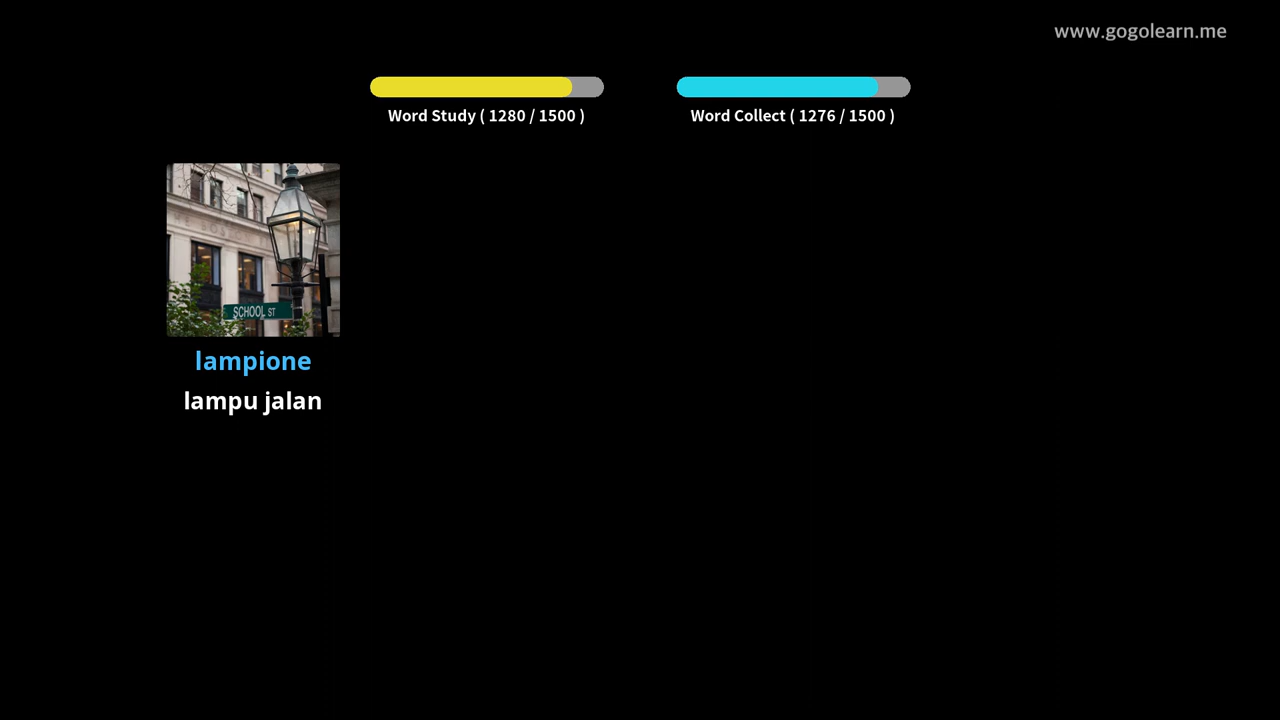 www.gogolearn.me
Word Study ( 1280 / 1500 )
Word Collect ( 1276 / 1500 )
SCHOOL ST
lampione
lampu jalan